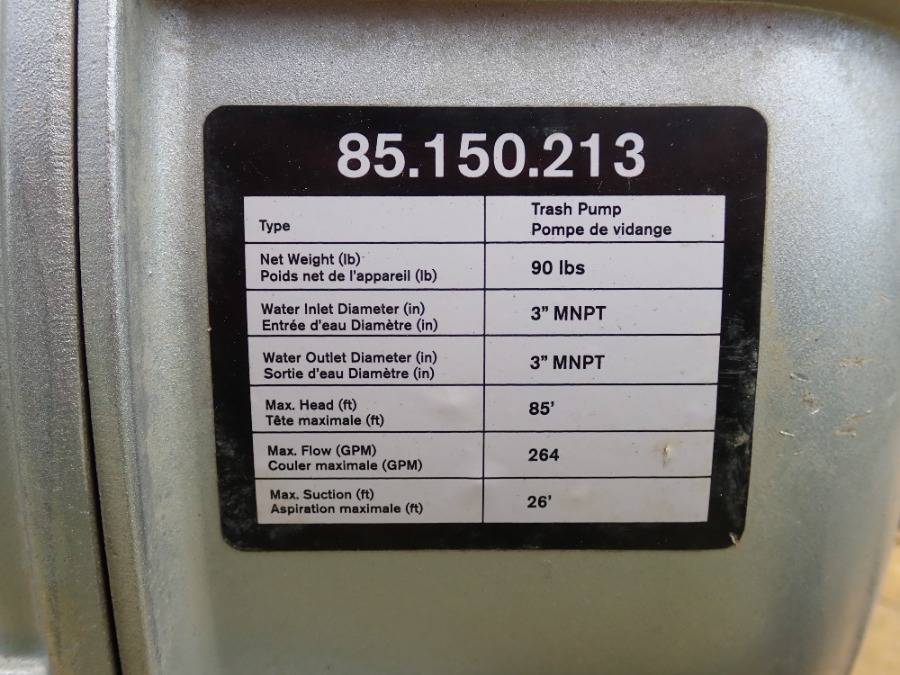 85.150.213
Type
Trash Pump
Pompe de vidange
Net Weight (lb)
Poids net de l'appareil (lb)
90 lbs
Water Inlet Diameter (in)
Entrée d'eau Diamètre (in)
3" MNPT
Water Outlet Diameter (in)
Sortie d'eau Diamètre (in)
3" MNPT
Max. Head (ft)
Tête maximale (ft)
85'
Max. Flow (GPM)
Couler maximale (GPM)
264
Max. Suction (ft)
Aspiration maximale (ft)
26'